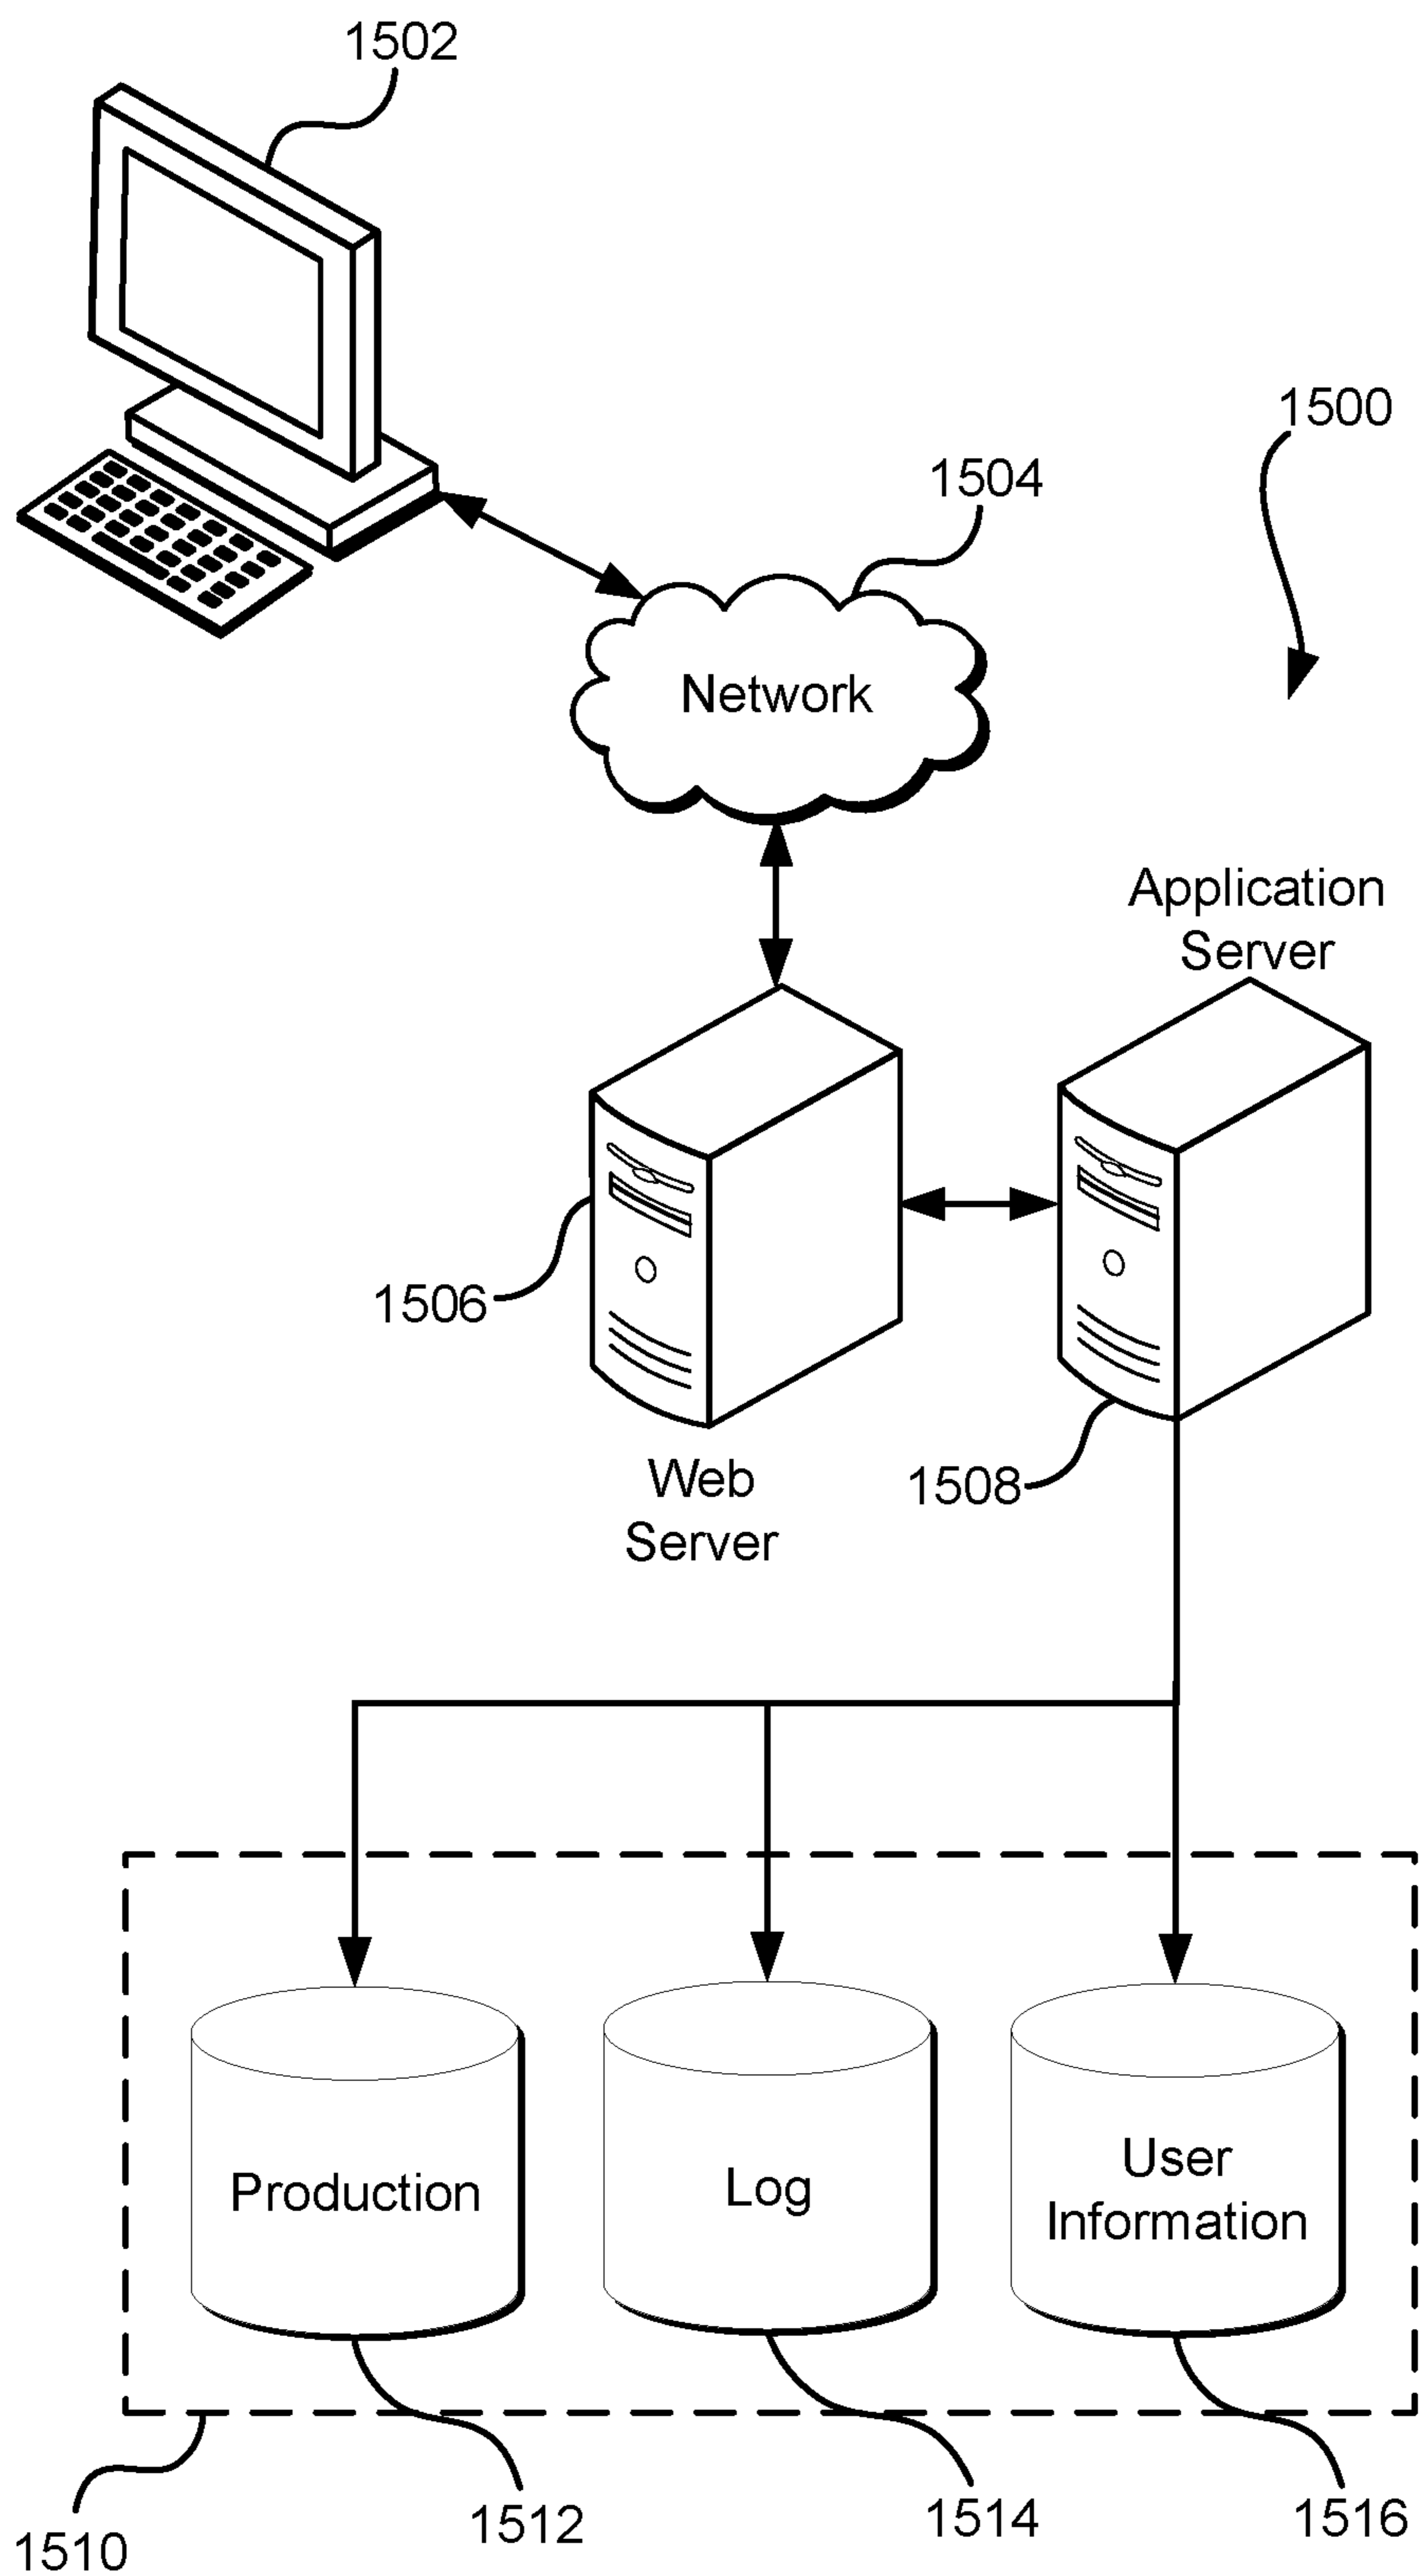 1502
1500
1504
Network
Application
Server
1506
1508
Web
Server
Production
Log
User
Information
1510
1512
1514
1516